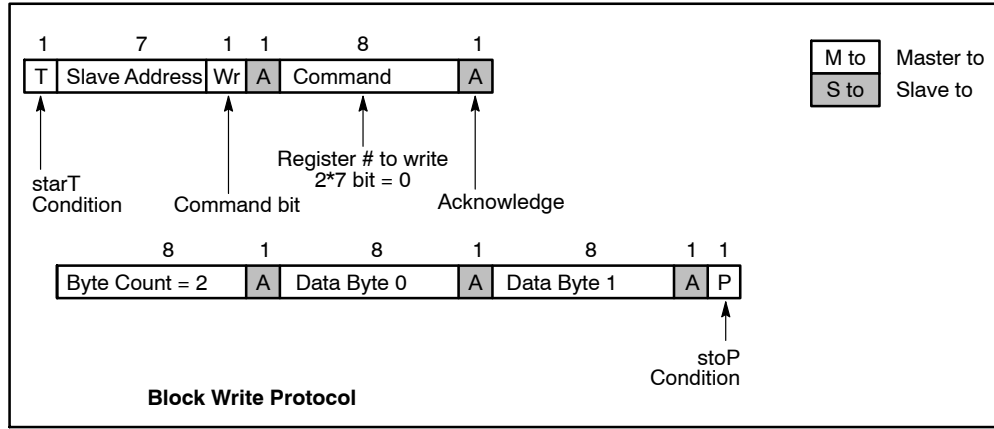 1 7 1 1 8 1
T Slave Address Wr A Command A
M to Master to
S to Slave to
Register # to write
2*7 bit = 0
starT
Condition
Command bit
Acknowledge
8 1 8 1 8 1 1
Byte Count = 2 A Data Byte 0 A Data Byte 1 A P
stoP
Condition
Block Write Protocol